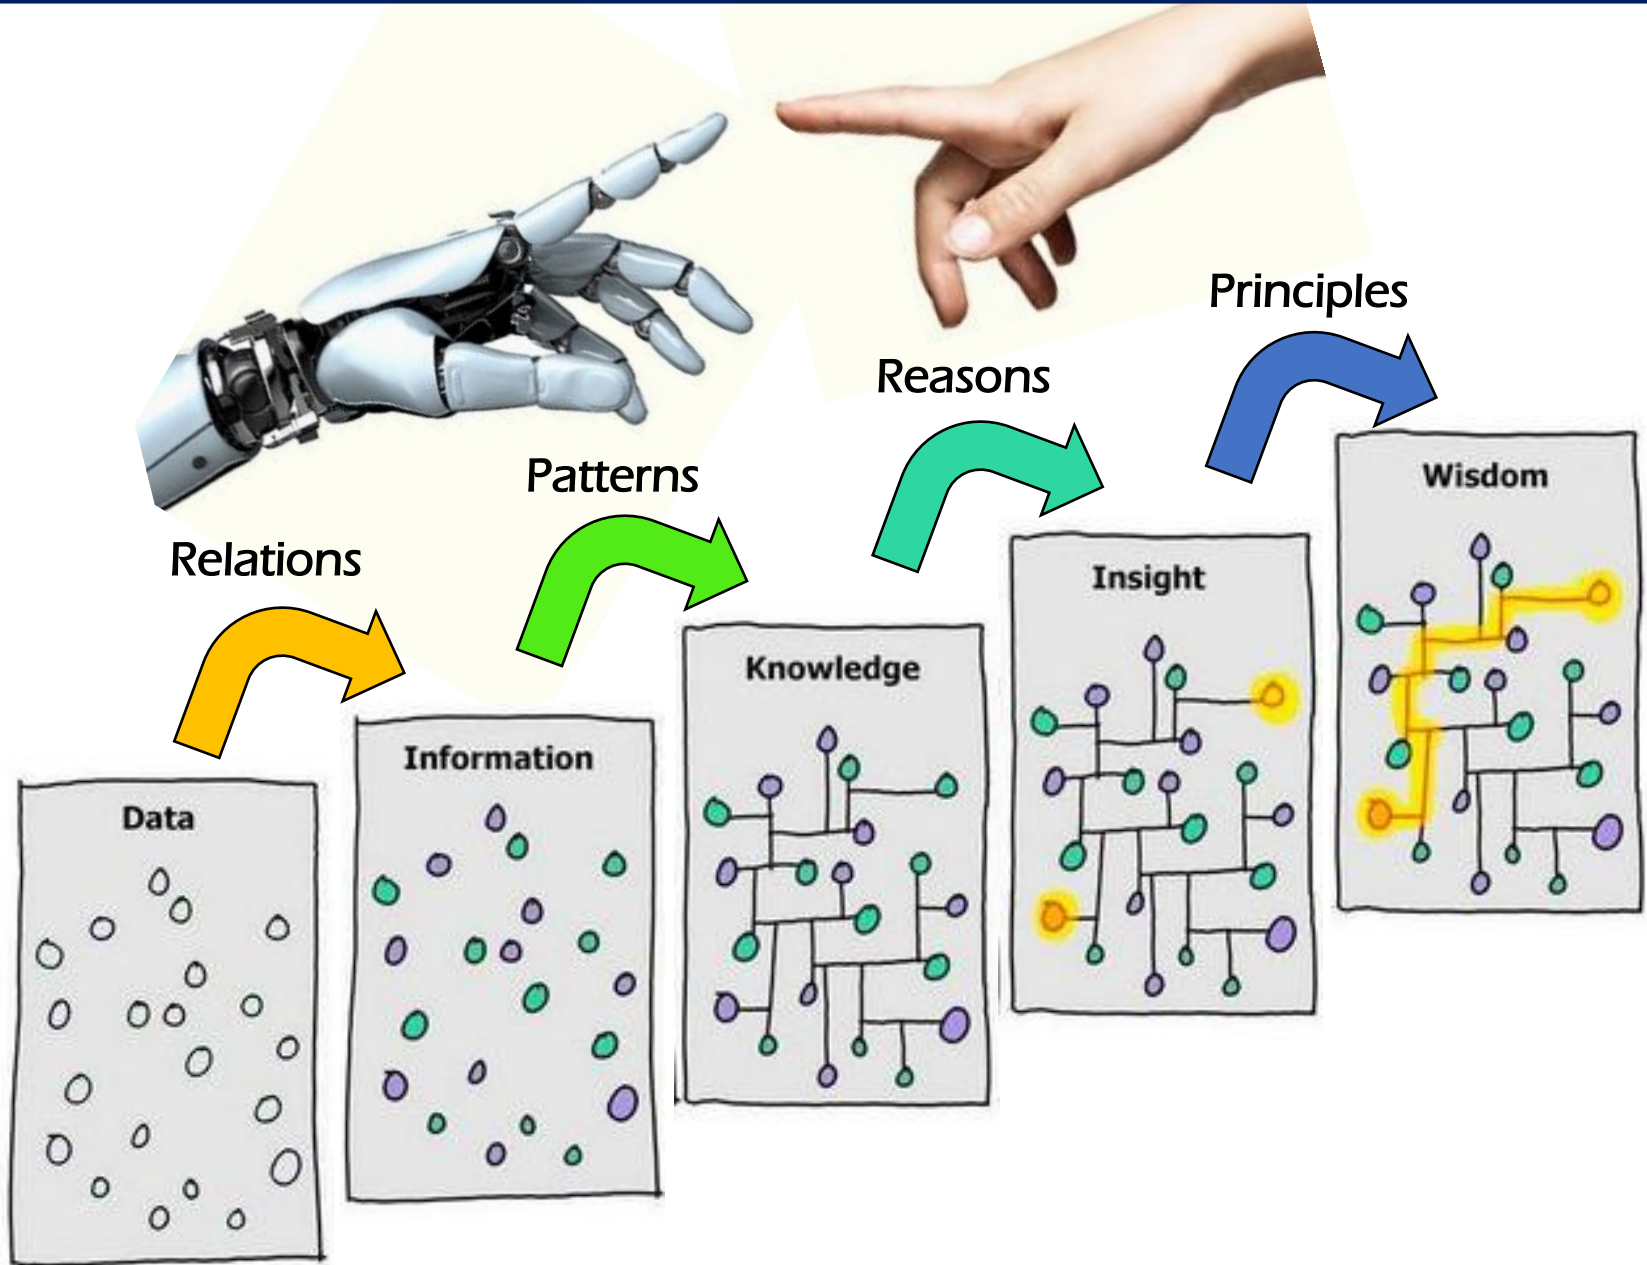 Principles
Reasons
Patterns
Relations
Wisdom
Insight
Knowledge
Information
Data